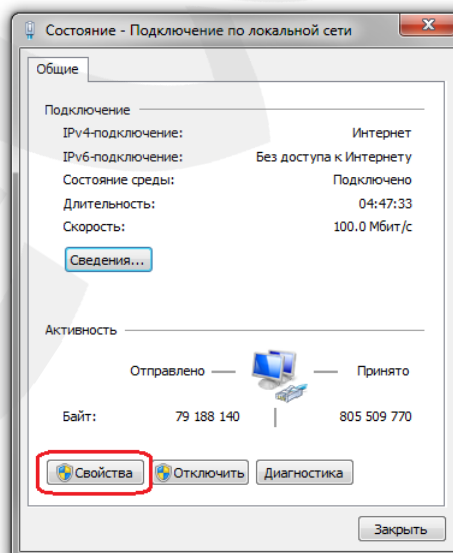 Состояние - Подключение по локальной сети
Общие
Подключение
IPv4-подключение: Интернет
IPv6-подключение: Без доступа к Интернету
Состояние среды: Подключено
Длительность: 04:47:33
Скорость: 100.0 Мбит/с
Сведения...
Активность
Отправлено — — Принято
Байт: 79 188 140 | 805 509 770
Свойства Отключить Диагностика
Закрыть